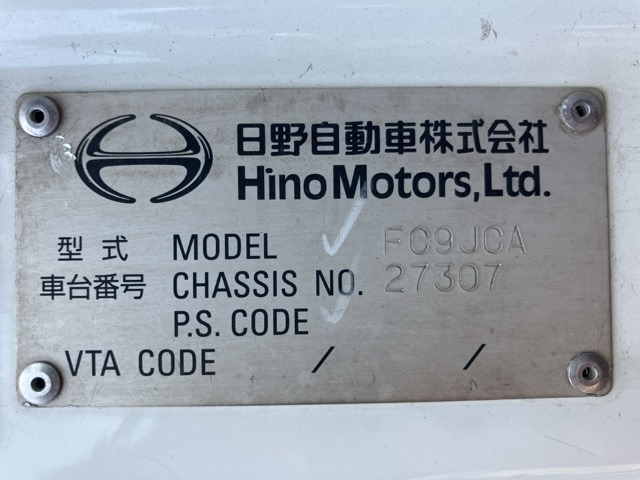 日野自動車株式会社
Hino Motors, Ltd.
型式 MODEL FC9JCA
車台番号 CHASSIS NO. 27307
P.S. CODE
VTA CODE / /